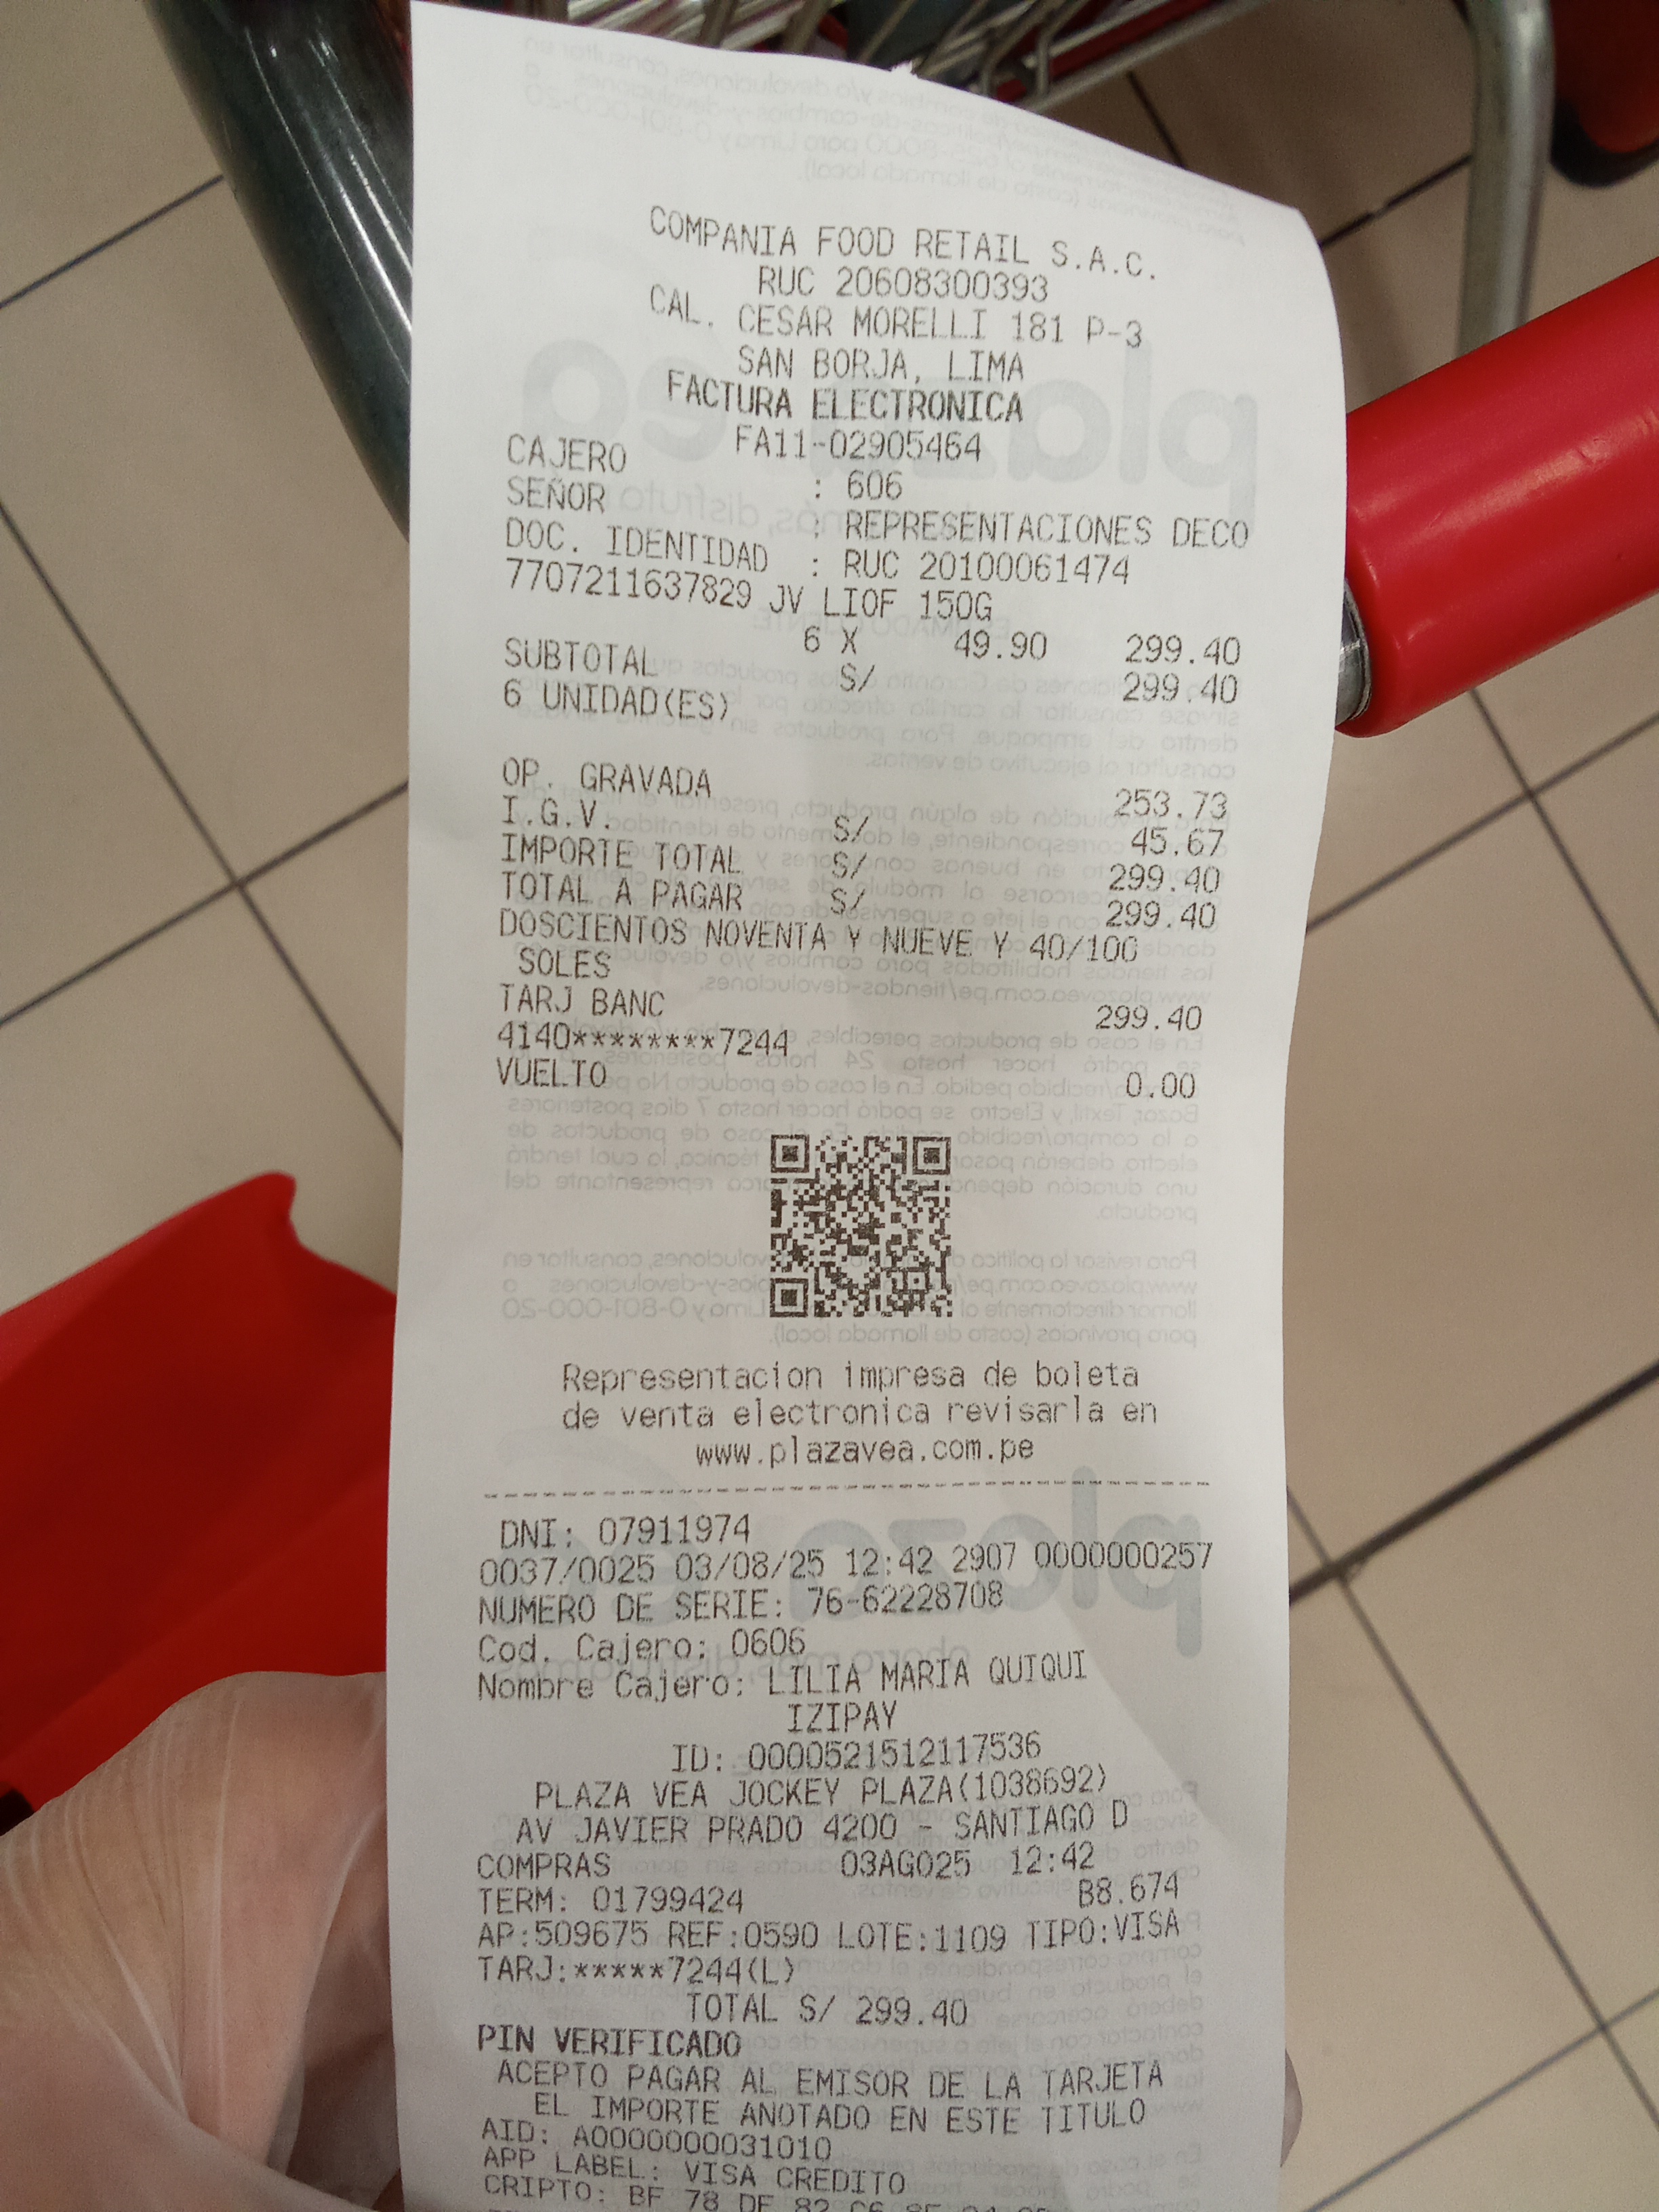 COMPANIA FOOD RETAIL S.A.C.
RUC 20608300393
CAL. CESAR MORELLI 181 P-3
SAN BORJA, LIMA
FACTURA ELECTRONICA
FA11-02905464
CAJERO : 606
SEÑOR : REPRESENTACIONES DECO
DOC. IDENTIDAD : RUC 20100061474
7707211637829 JV LIOF 150G
6 X 49.90 299.40
SUBTOTAL S/ 299.40
6 UNIDAD(ES)
OP. GRAVADA 253.73
I.G.V. S/ 45.67
IMPORTE TOTAL S/ 299.40
TOTAL A PAGAR S/ 299.40
DOSCIENTOS NOVENTA Y NUEVE Y 40/100
SOLES
TARJ BANC 299.40
4140********7244
VUELTO 0.00
Representacion impresa de boleta
de venta electronica revisarla en
www.plazavea.com.pe
DNI: 07911974
0037/0025 03/08/25 12:42 2907 0000000257
NUMERO DE SERIE: 76-62228708
Cod. Cajero: 0606
Nombre Cajero: LILIA MARIA QUIQUI
IZIPAY
ID: 0000521512117536
PLAZA VEA JOCKEY PLAZA(1038692)
AV JAVIER PRADO 4200 - SANTIAGO D
COMPRAS 03AGO25 12:42
TERM: 01799424 B8.674
AP:509675 REF:0590 LOTE:1109 TIPO:VISA
TARJ:*****7244(L)
TOTAL S/ 299.40
PIN VERIFICADO
ACEPTO PAGAR AL EMISOR DE LA TARJETA
EL IMPORTE ANOTADO EN ESTE TITULO
AID: A0000000031010
APP LABEL: VISA CREDITO
CRIPTO: BF 78 DF 82